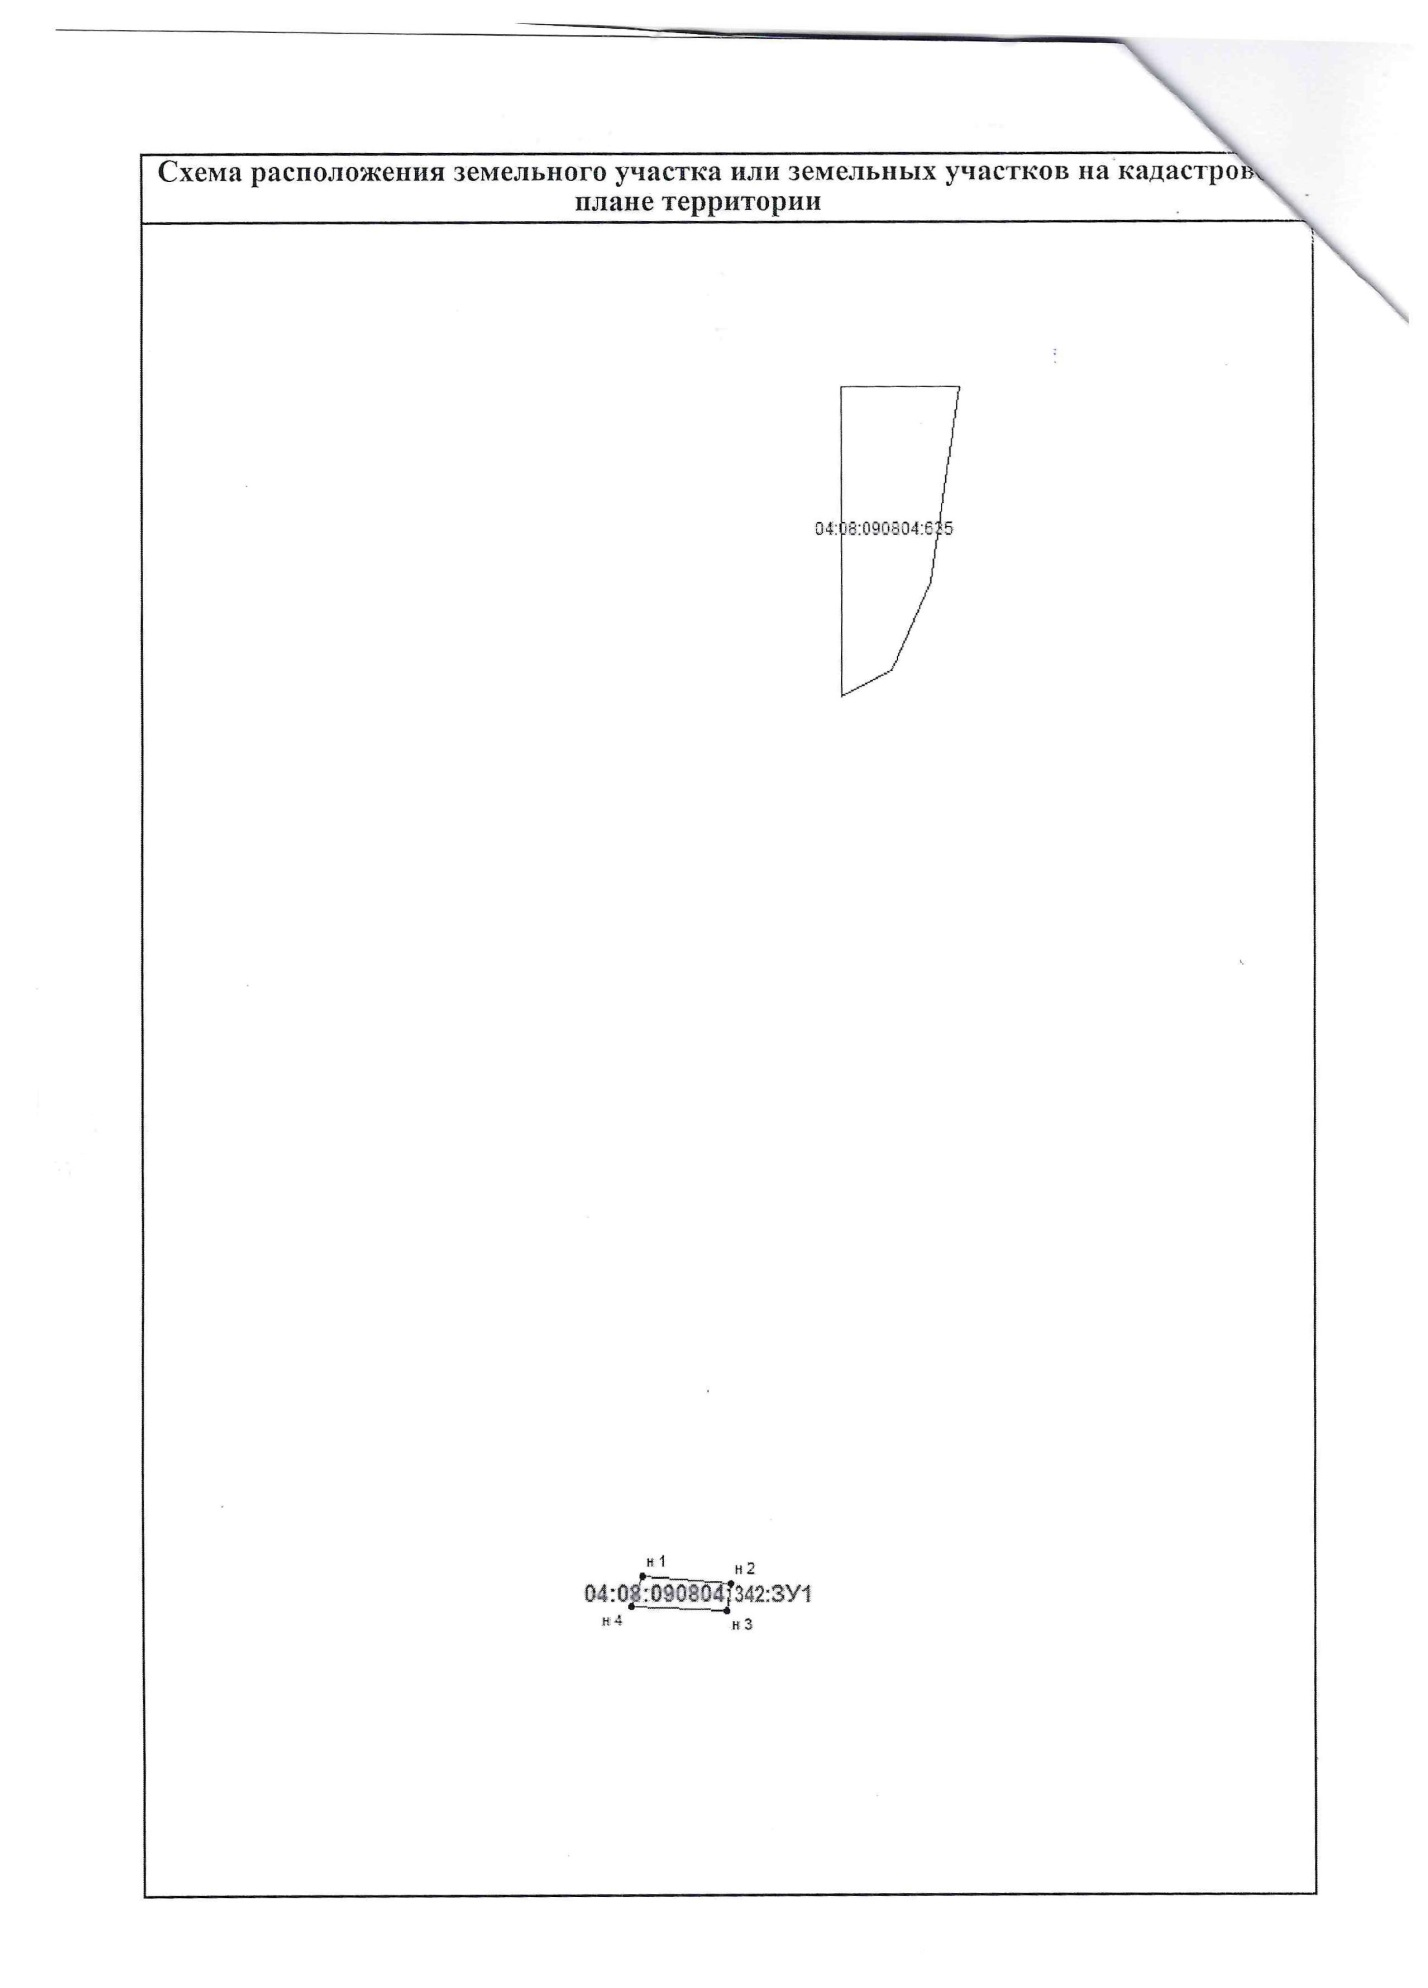 Схема расположения земельного участка или земельных участков на
плане территории
04:08:090804:635
н 1
н 2
04:08:090804:342:ЗУ1
н 4
н 3